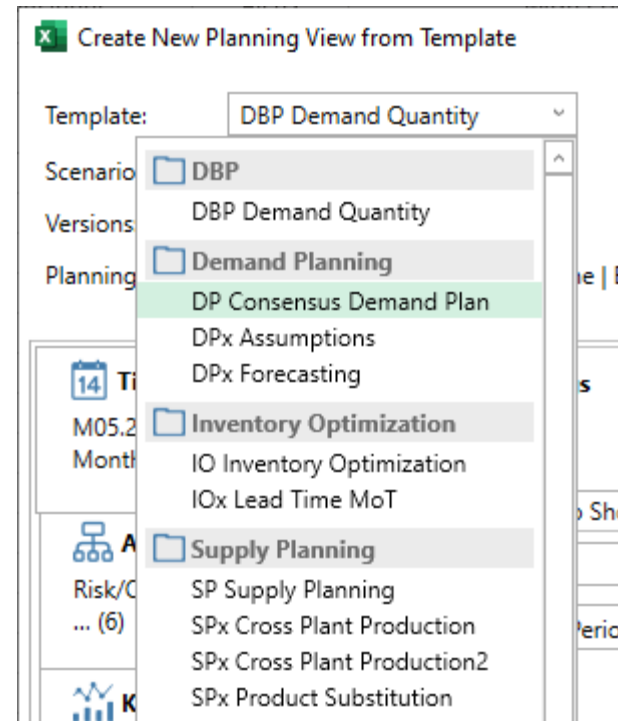 Create New Planning View from Template
Template:
DBP Demand Quantity
Scenario
DBP
Versions
DBP Demand Quantity
Planning
Demand Planning
DP Consensus Demand Plan
DPx Assumptions
14
DPx Forecasting
s
M05.2
Inventory Optimization
Month
IO Inventory Optimization
IOx Lead Time MoT
Sh
A
Supply Planning
Risk/
SP Supply Planning
... (6)
SPx Cross Plant Production
SPx Cross Plant Production2
K
SPx Product Substitution